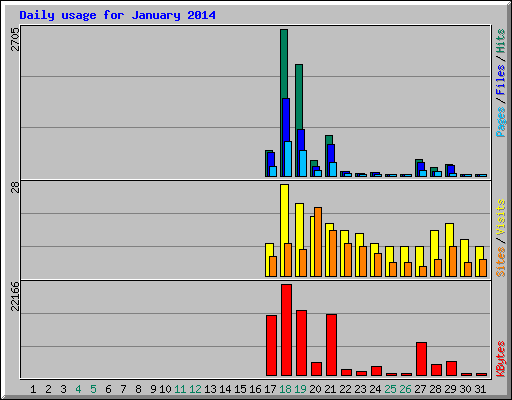 Daily usage for January 2014
2705
Pages / Files / Hits
28
Sites / Visits
22166
KBytes
1 2 3 4 5 6 7 8 9 10 11 12 13 14 15 16 17 18 19 20 21 22 23 24 25 26 27 28 29 30 31